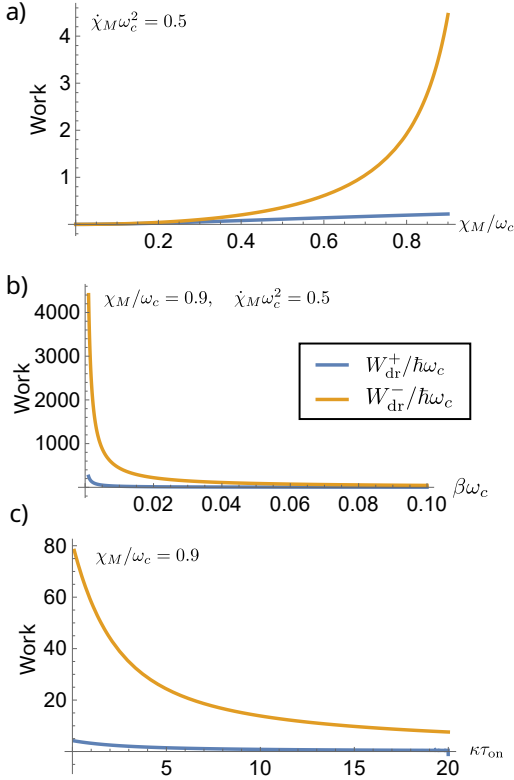 a)
χ̇_M ω_c^2 = 0.5
Work
4
3
2
1
0.2 0.4 0.6 0.8
χ_M/ω_c
b)
χ_M/ω_c = 0.9, χ̇_M ω_c^2 = 0.5
Work
4000
3000
2000
1000
W_dr^+/ħω_c
W_dr^-/ħω_c
0.02 0.04 0.06 0.08 0.10
βω_c
c)
χ_M/ω_c = 0.9
Work
80
60
40
20
5 10 15 20
κτ_on